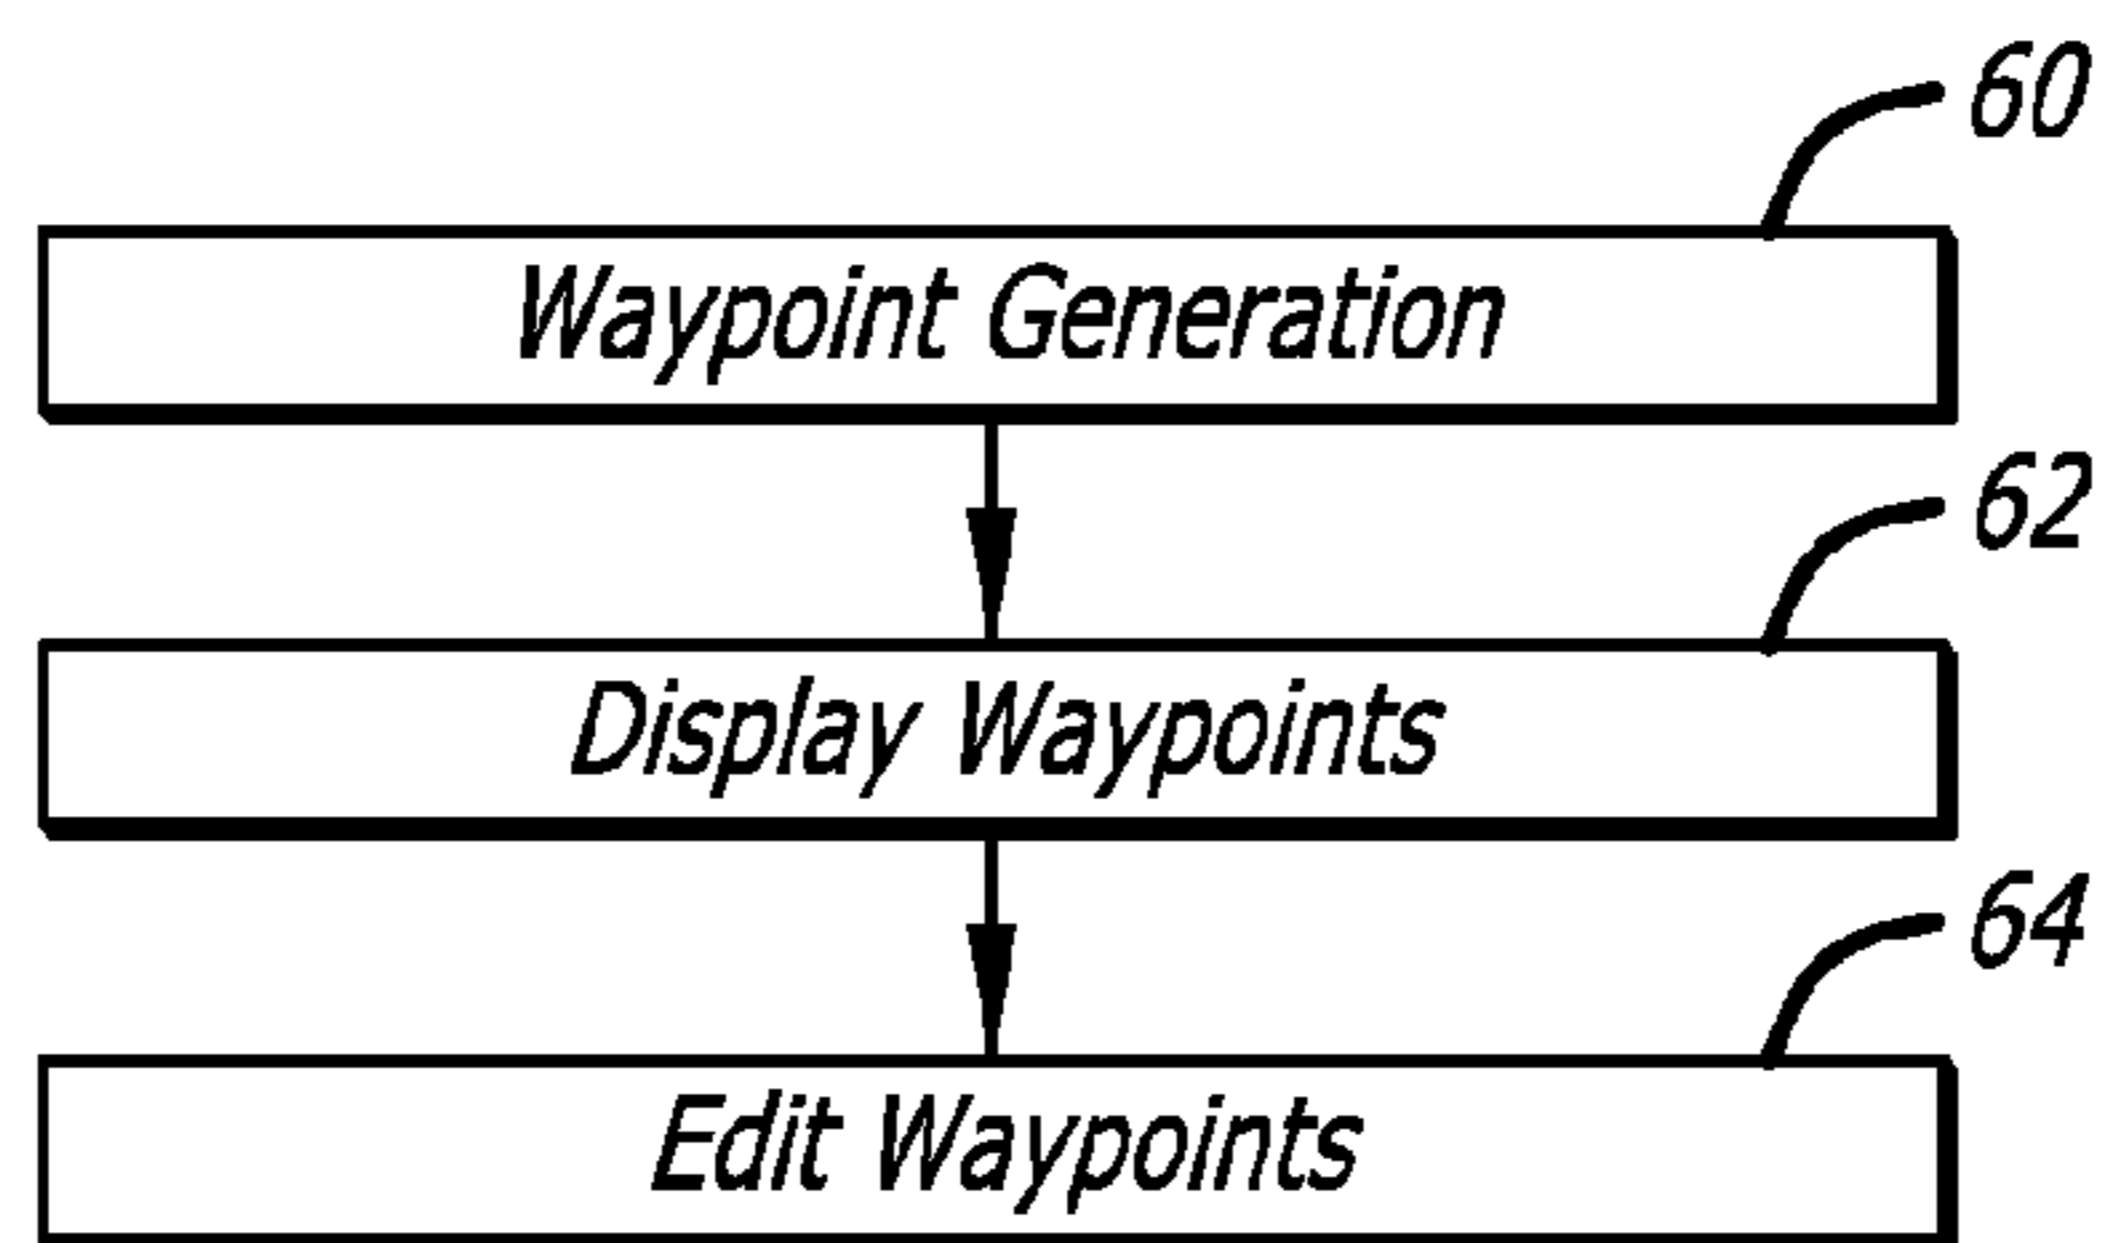 60
Waypoint Generation
62
Display Waypoints
64
Edit Waypoints